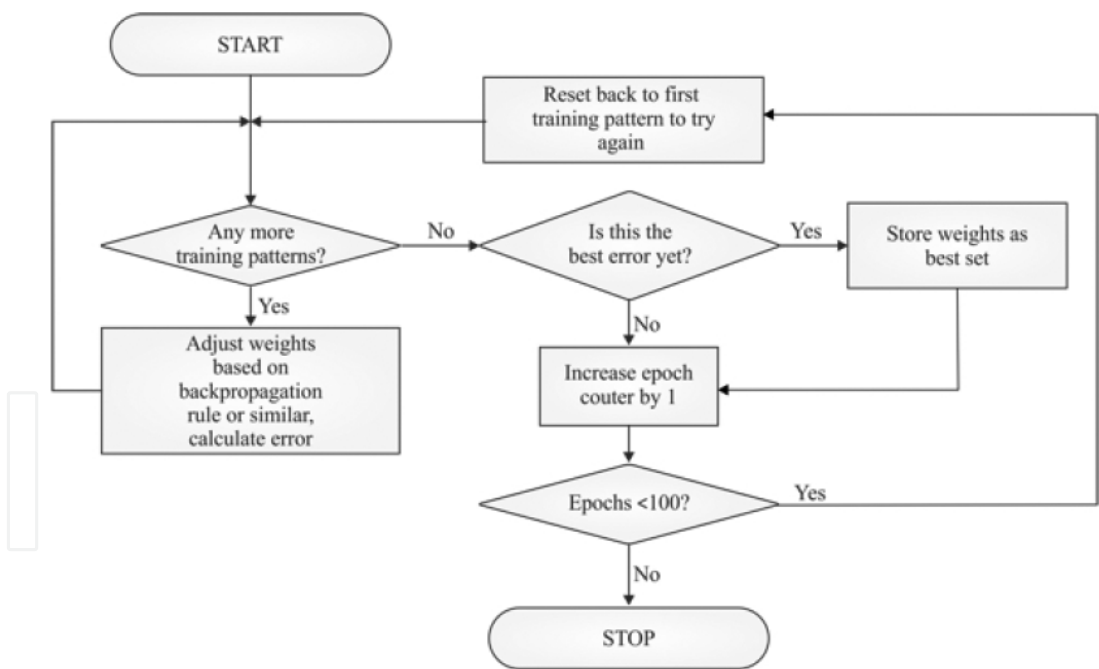 START
Reset back to first
training pattern to try
again
Any more
training patterns?
No
Is this the
best error yet?
Yes
Store weights as
best set
Yes
Adjust weights
based on
backpropagation
rule or similar,
calculate error
No
Increase epoch
couter by 1
Epochs <100?
Yes
No
STOP